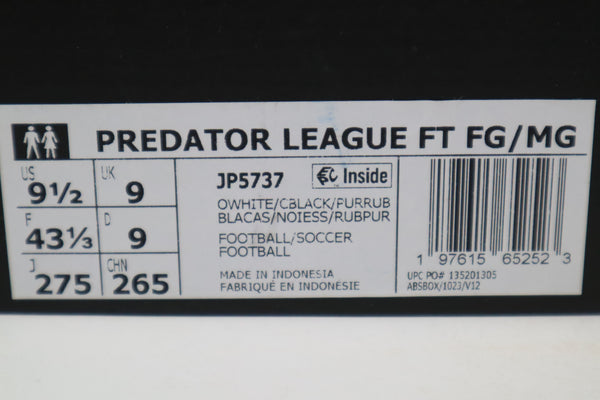 PREDATOR LEAGUE FT FG/MG
US 9½ UK 9
F 43⅓ D 9
J 275 CHN 265
JP5737 Inside
OWHITE/CBLACK/PURRUB
BLACAS/NOIESS/RUBPUR
FOOTBALL/SOCCER
FOOTBALL
MADE IN INDONESIA
FABRIQUÉ EN INDONÉSIE
1 97615 65252 3
UPC PO# 135201305
ABSBOX/1023/V12